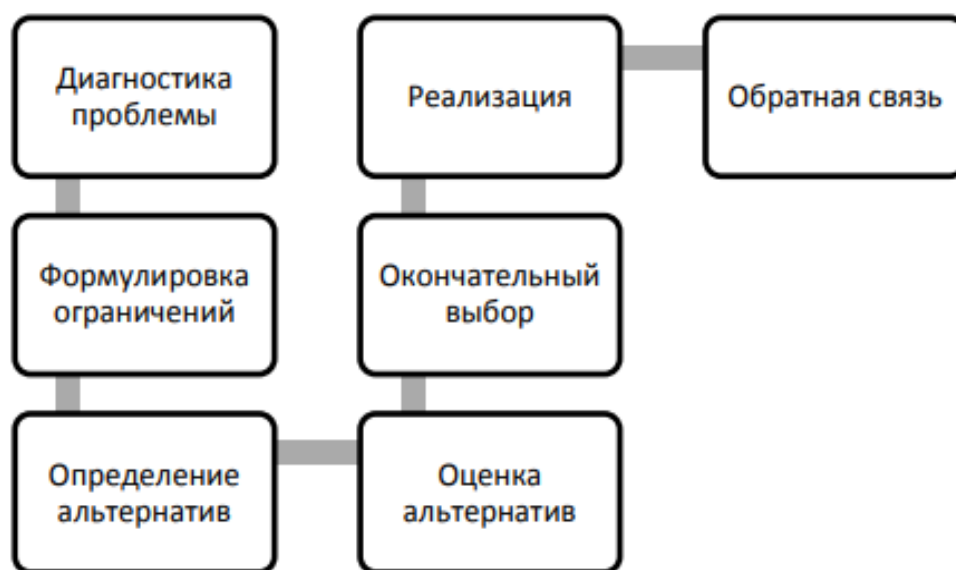 Диагностика
проблемы
Формулировка
ограничений
Определение
альтернатив
Оценка
альтернатив
Окончательный
выбор
Реализация
Обратная связь